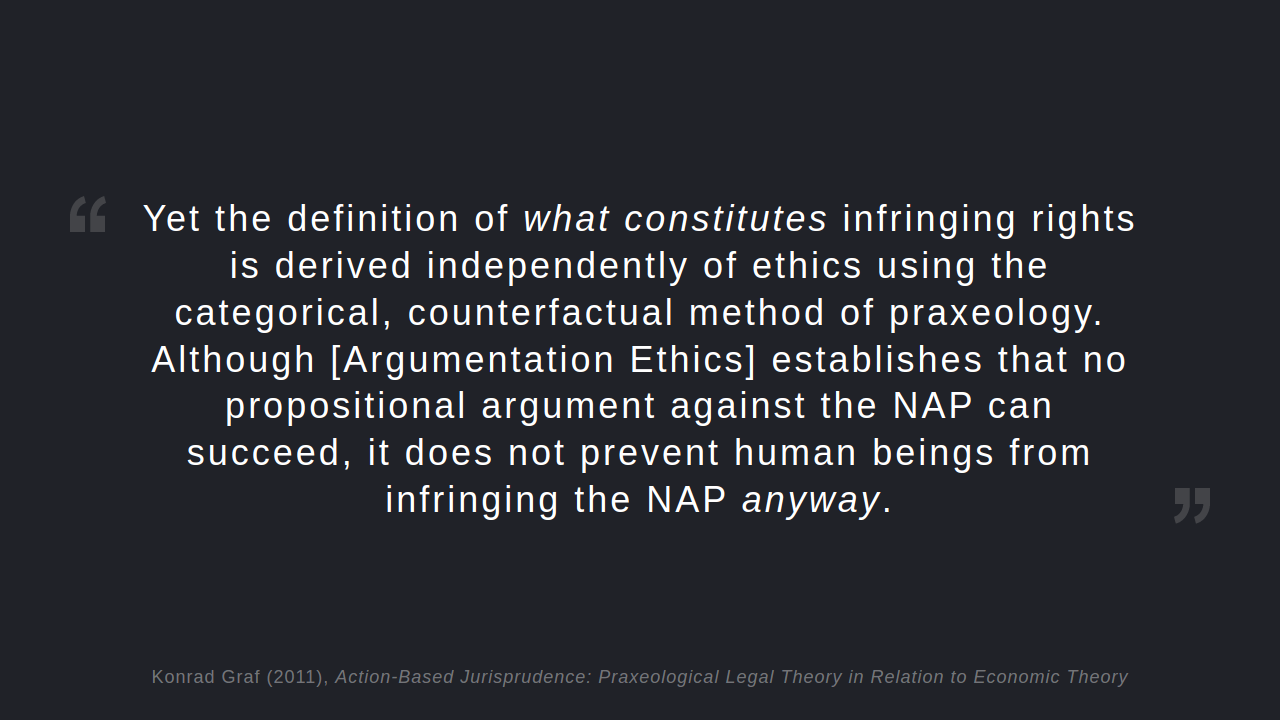 “ Yet the definition of what constitutes infringing rights
is derived independently of ethics using the
categorical, counterfactual method of praxeology.
Although [Argumentation Ethics] establishes that no
propositional argument against the NAP can
succeed, it does not prevent human beings from
infringing the NAP anyway. ”
Konrad Graf (2011), Action-Based Jurisprudence: Praxeological Legal Theory in Relation to Economic Theory